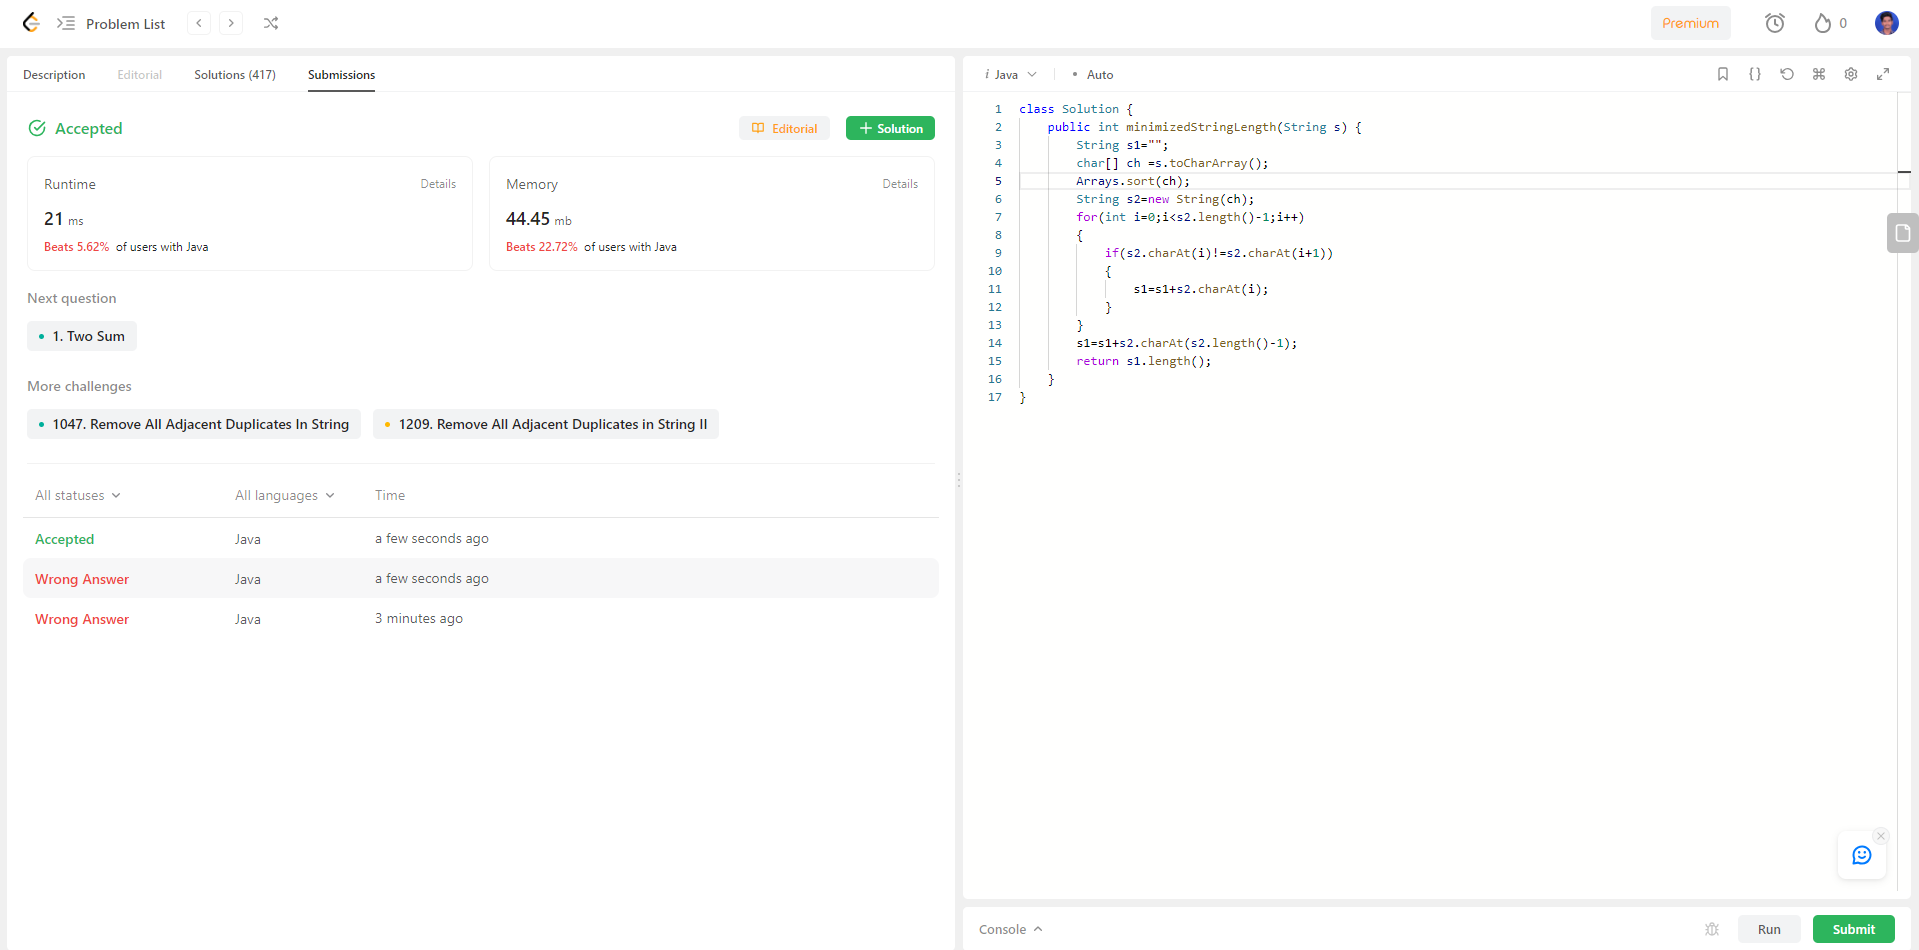 Problem List
Premium
0
Description Editorial Solutions (417) Submissions
Accepted
Editorial
Solution
Runtime Details
21 ms
Beats 5.62% of users with Java
Memory Details
44.45 mb
Beats 22.72% of users with Java
Next question
1. Two Sum
More challenges
1047. Remove All Adjacent Duplicates In String
1209. Remove All Adjacent Duplicates in String II
All statuses All languages Time
Accepted Java a few seconds ago
Wrong Answer Java a few seconds ago
Wrong Answer Java 3 minutes ago
i Java • Auto
1 class Solution {
2 public int minimizedStringLength(String s) {
3 String s1="";
4 char[] ch =s.toCharArray();
5 Arrays.sort(ch);
6 String s2=new String(ch);
7 for(int i=0;i<s2.length()-1;i++)
8 {
9 if(s2.charAt(i)!=s2.charAt(i+1))
10 {
11 s1=s1+s2.charAt(i);
12 }
13 }
14 s1=s1+s2.charAt(s2.length()-1);
15 return s1.length();
16 }
17 }
Console
Run
Submit